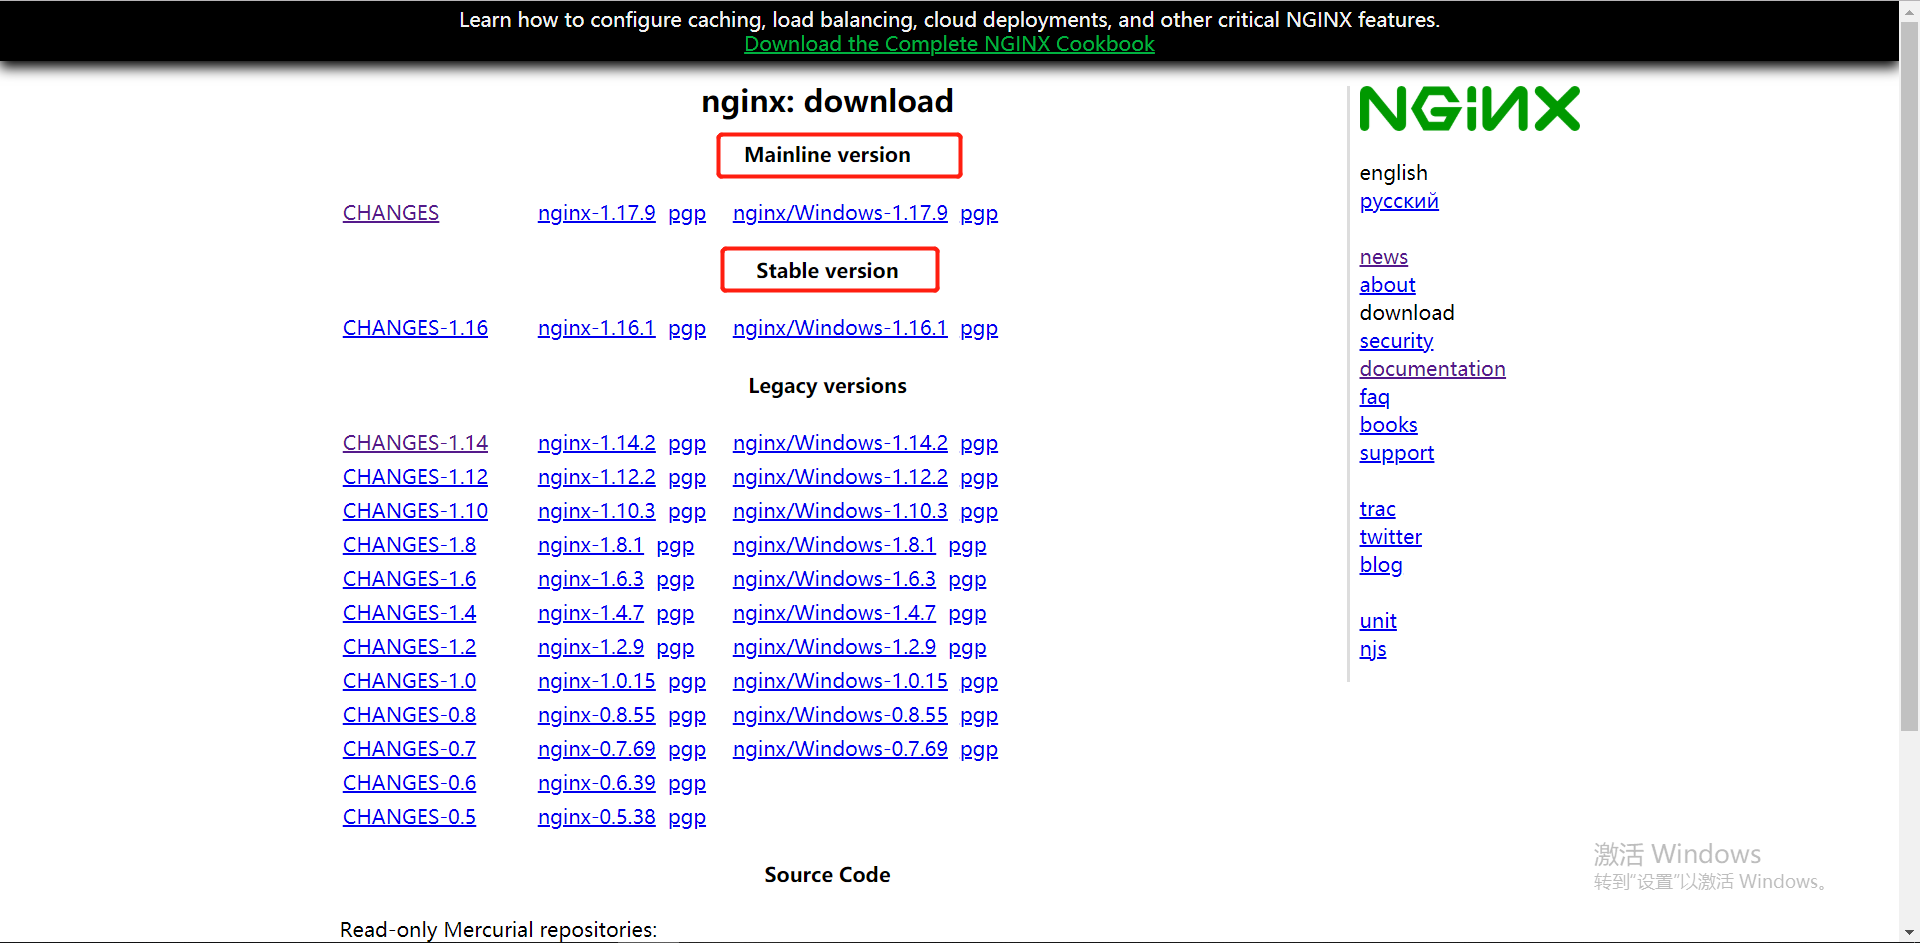 Learn how to configure caching, load balancing, cloud deployments, and other critical NGINX features.
Download the Complete NGINX Cookbook
nginx: download
Mainline version
CHANGES nginx-1.17.9 pgp nginx/Windows-1.17.9 pgp
Stable version
CHANGES-1.16 nginx-1.16.1 pgp nginx/Windows-1.16.1 pgp
Legacy versions
CHANGES-1.14 nginx-1.14.2 pgp nginx/Windows-1.14.2 pgp
CHANGES-1.12 nginx-1.12.2 pgp nginx/Windows-1.12.2 pgp
CHANGES-1.10 nginx-1.10.3 pgp nginx/Windows-1.10.3 pgp
CHANGES-1.8 nginx-1.8.1 pgp nginx/Windows-1.8.1 pgp
CHANGES-1.6 nginx-1.6.3 pgp nginx/Windows-1.6.3 pgp
CHANGES-1.4 nginx-1.4.7 pgp nginx/Windows-1.4.7 pgp
CHANGES-1.2 nginx-1.2.9 pgp nginx/Windows-1.2.9 pgp
CHANGES-1.0 nginx-1.0.15 pgp nginx/Windows-1.0.15 pgp
CHANGES-0.8 nginx-0.8.55 pgp nginx/Windows-0.8.55 pgp
CHANGES-0.7 nginx-0.7.69 pgp nginx/Windows-0.7.69 pgp
CHANGES-0.6 nginx-0.6.39 pgp
CHANGES-0.5 nginx-0.5.38 pgp
Source Code
Read-only Mercurial repositories:
NGINX
english
русский
news
about
download
security
documentation
faq
books
support
trac
twitter
blog
unit
njs
激活 Windows
转到“设置”以激活 Windows。